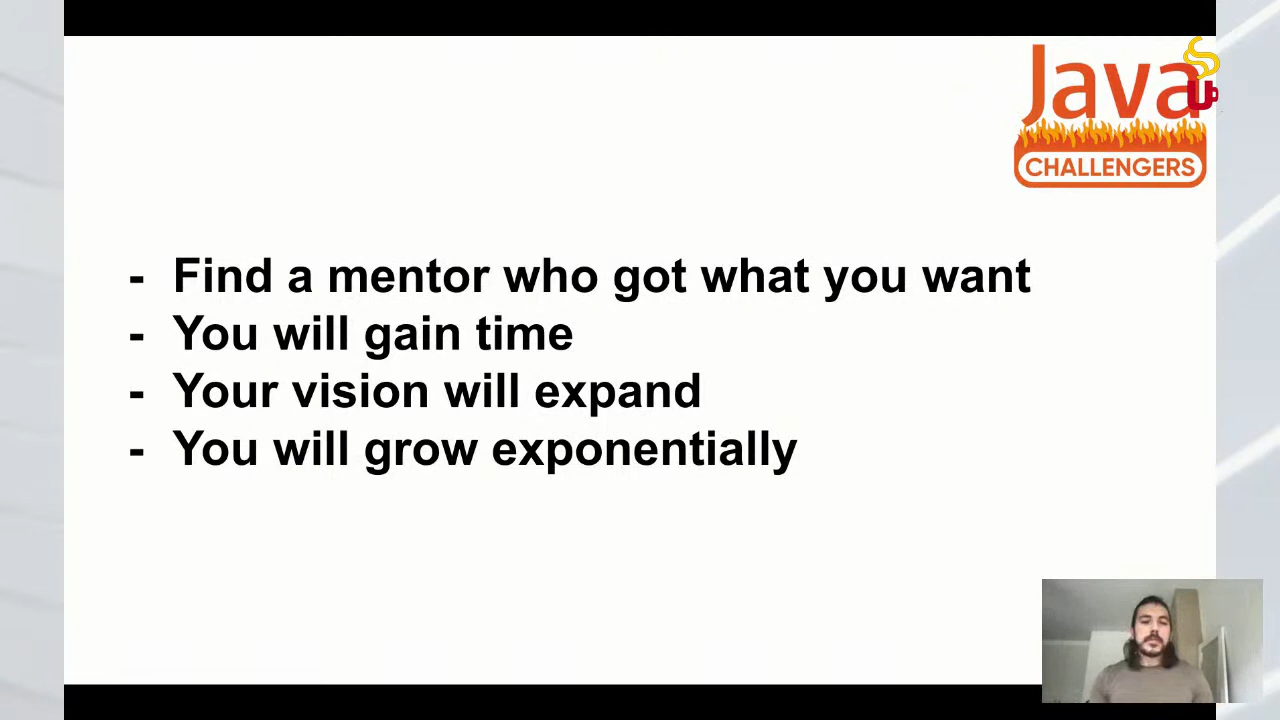 Java
CHALLENGERS
- Find a mentor who got what you want
- You will gain time
- Your vision will expand
- You will grow exponentially